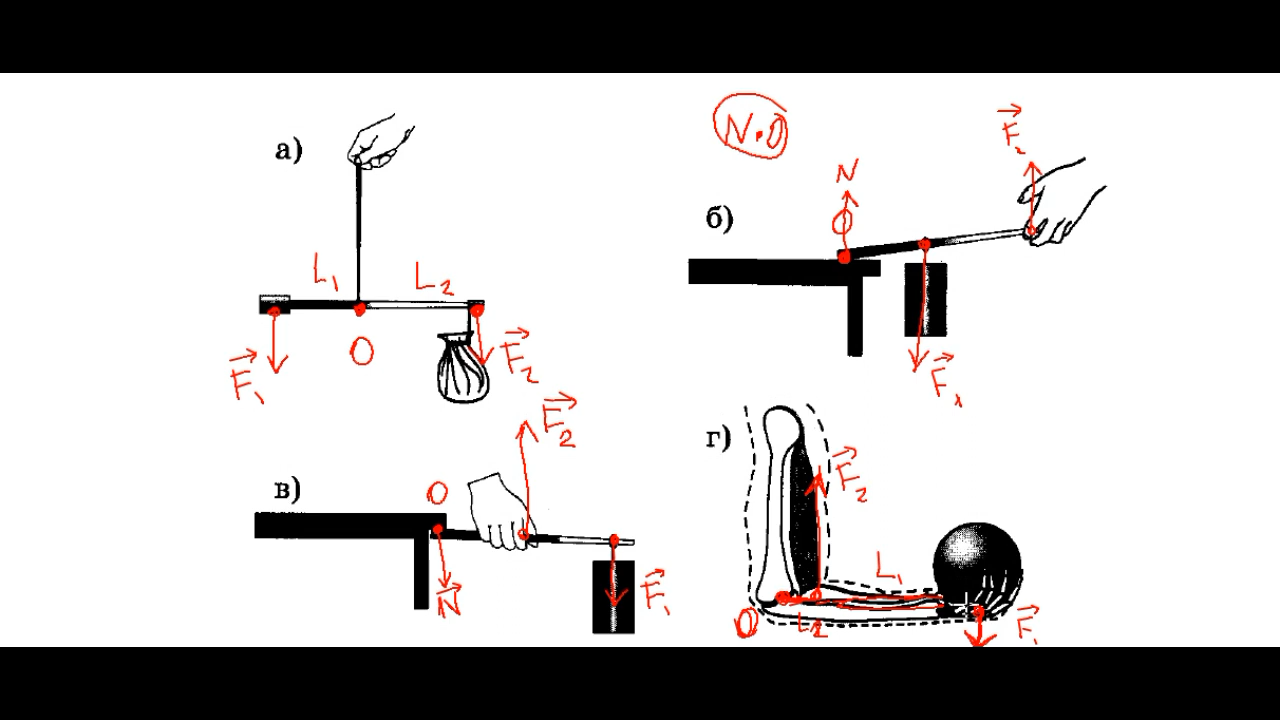 а)
L₁
L₂
O
F₁
F₂
N·O
б)
N
O
F₂
F₁
в)
O
F₂
N
F₁
г)
F₂
L₁
O
L₂
F₁